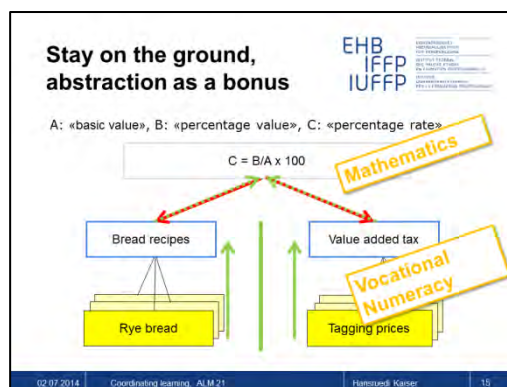 Stay on the ground,
abstraction as a bonus
EHB
IFFP
IUFFP
A: «basic value», B: «percentage value», C: «percentage rate»
C = B/A x 100
Mathematics
Bread recipes
Value added tax
Vocational
Numeracy
Rye bread
Tagging prices
02.07.2014
Coordinating learning, ALM 21
Hansruedi Kaiser
15